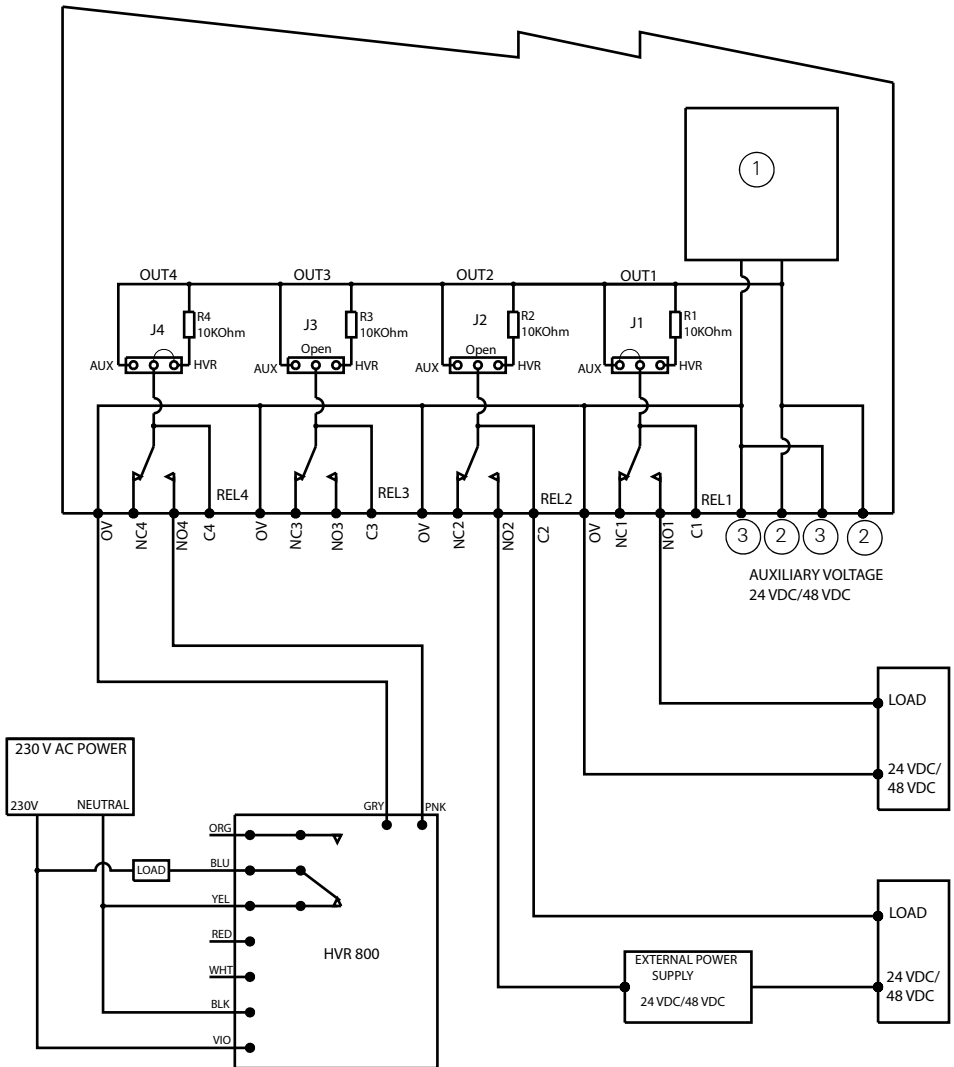 1
OUT4
OUT3
OUT2
OUT1
J4
R4
10KOhm
J3
R3
10KOhm
J2
R2
10KOhm
J1
R1
10KOhm
Open
Open
AUX
HVR
AUX
HVR
AUX
HVR
AUX
HVR
REL4
REL3
REL2
REL1
OV
NC4
NO4
C4
OV
NC3
NO3
C3
OV
NC2
NO2
C2
OV
NC1
NO1
C1
3
2
3
2
AUXILIARY VOLTAGE
24 VDC/48 VDC
LOAD
24 VDC/
48 VDC
230 V AC POWER
230V
NEUTRAL
GRY
PNK
ORG
BLU
LOAD
YEL
RED
WHT
BLK
VIO
HVR 800
LOAD
24 VDC/
48 VDC
EXTERNAL POWER
SUPPLY
24 VDC/48 VDC